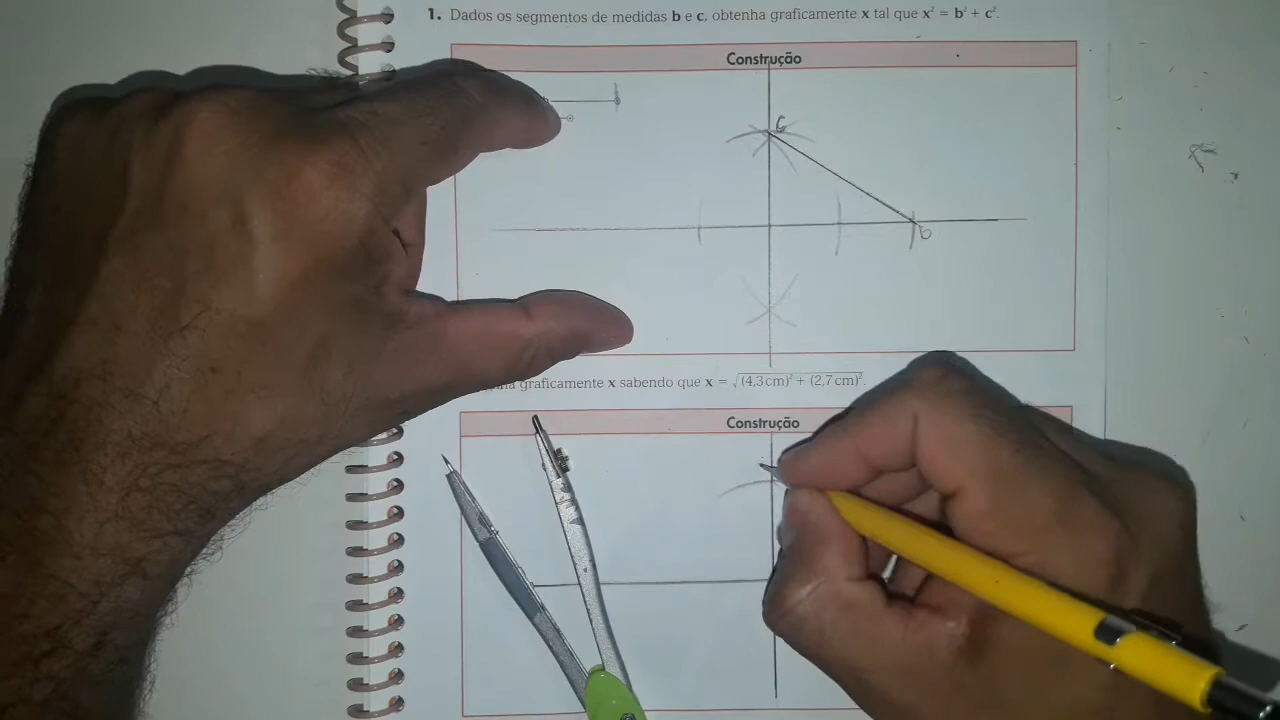 1. Dados os segmentos de medidas b e c, obtenha graficamente x tal que x² = b² + c².
Construção
C
b
graficamente x sabendo que x = √(4,3 cm)² + (2,7 cm)².
Construção